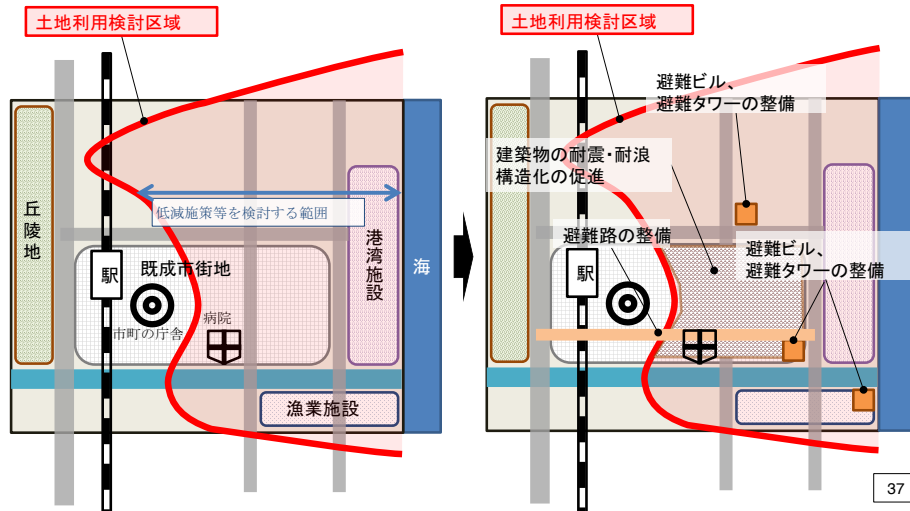 土地利用検討区域
低減施策等を検討する範囲
丘陵地
駅
既成市街地
市町の庁舎
病院
港湾施設
海
漁業施設
土地利用検討区域
避難ビル、
避難タワーの整備
建築物の耐震・耐浪
構造化の促進
避難路の整備
避難ビル、
避難タワーの整備
駅
37